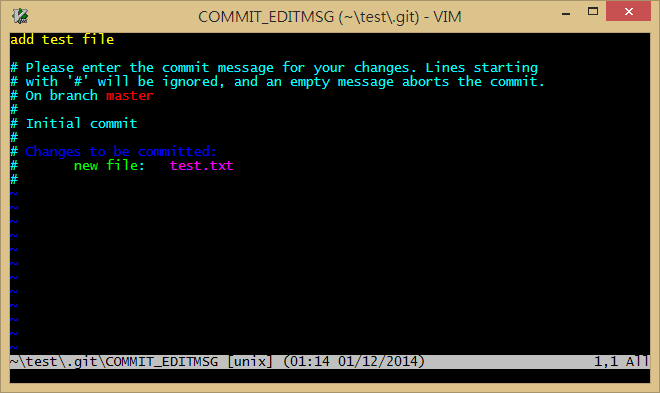 COMMIT_EDITMSG (~\test\.git) - VIM
add test file
# Please enter the commit message for your changes. Lines starting
# with '#' will be ignored, and an empty message aborts the commit.
# On branch master
#
# Initial commit
#
# Changes to be committed:
#       new file:   test.txt
#
~
~
~
~
~
~
~
~
~
~
~
~
~\test\.git\COMMIT_EDITMSG [unix] (01:14 01/12/2014) 1,1 All